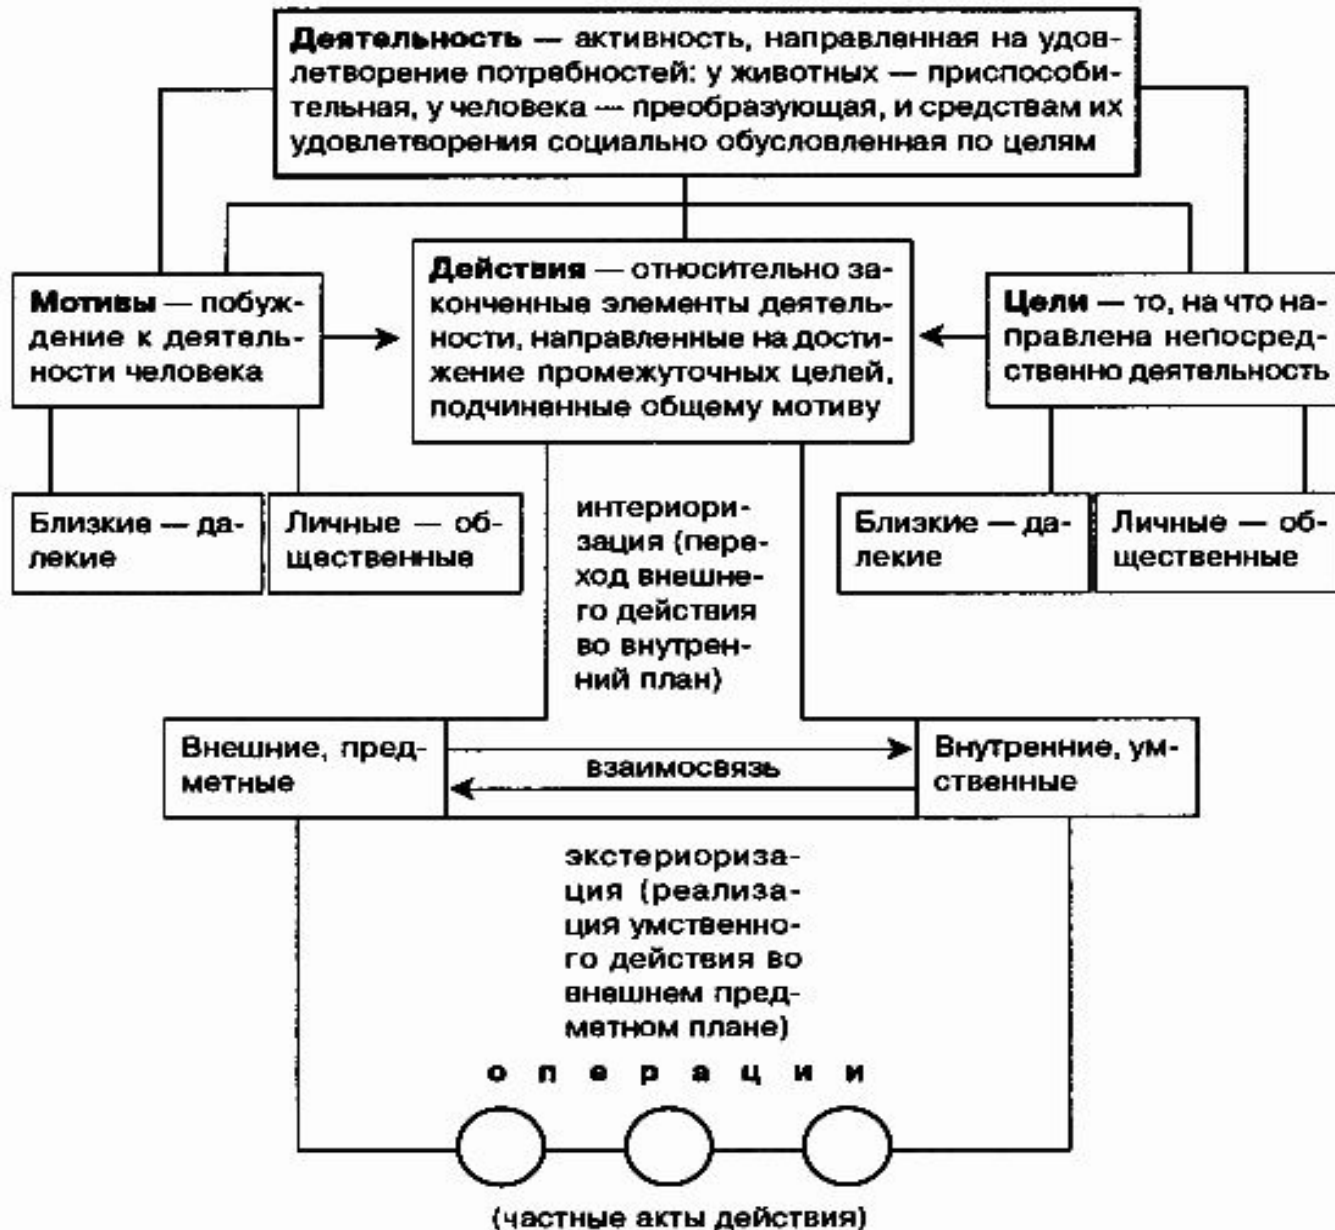 Деятельность — активность, направленная на удов-
летворение потребностей: у животных — приспособи-
тельная, у человека — преобразующая, и средствам их
удовлетворения социально обусловленная по целям
Мотивы — побуж-
дение к деятель-
ности человека
Действия — относительно за-
конченные элементы деятель-
ности, направленные на дости-
жение промежуточных целей,
подчиненные общему мотиву
Цели — то, на что на-
правлена непосред-
ственно деятельность
Близкие — да-
лекие
Личные — об-
щественные
интериори-
зация (пере-
ход внешне-
го действия
во внутрен-
ний план)
Близкие — да-
лекие
Личные — об-
щественные
Внешние, пред-
метные
взаимосвязь
Внутренние, ум-
ственные
экстериориза-
ция (реализа-
ция умственно-
го действия во
внешнем пред-
метном плане)
о п е р а ц и и
(частные акты действия)